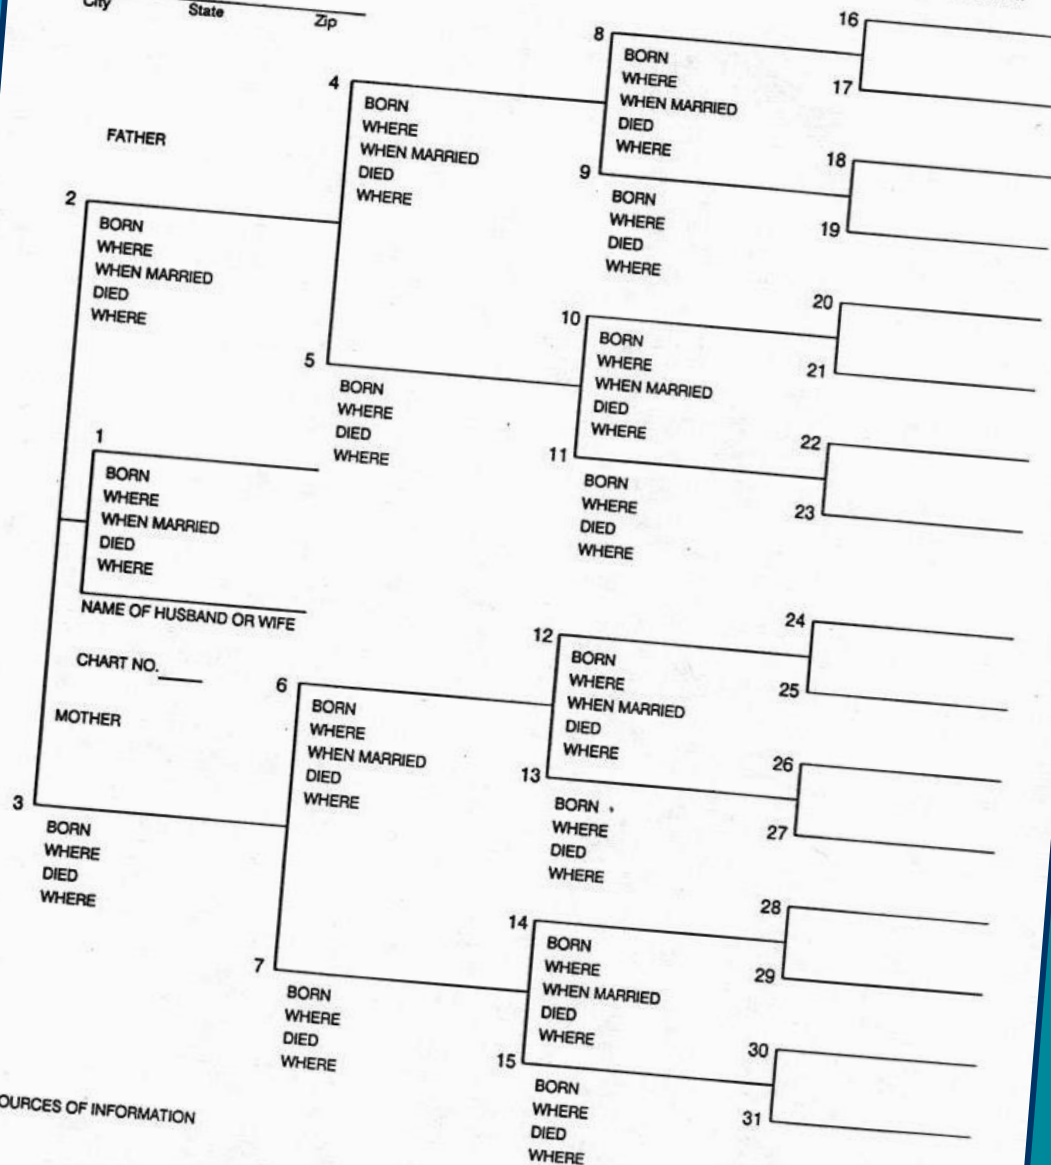 City State Zip
FATHER
2
BORN
WHERE
WHEN MARRIED
DIED
WHERE
1
BORN
WHERE
WHEN MARRIED
DIED
WHERE
NAME OF HUSBAND OR WIFE
CHART NO.
MOTHER
3
BORN
WHERE
DIED
WHERE
4
BORN
WHERE
WHEN MARRIED
DIED
WHERE
5
BORN
WHERE
DIED
WHERE
6
BORN
WHERE
WHEN MARRIED
DIED
WHERE
7
BORN
WHERE
DIED
WHERE
8
BORN
WHERE
WHEN MARRIED
DIED
WHERE
9
BORN
WHERE
DIED
WHERE
10
BORN
WHERE
WHEN MARRIED
DIED
WHERE
11
BORN
WHERE
DIED
WHERE
12
BORN
WHERE
WHEN MARRIED
DIED
WHERE
13
BORN
WHERE
DIED
WHERE
14
BORN
WHERE
WHEN MARRIED
DIED
WHERE
15
BORN
WHERE
DIED
WHERE
16
17
18
19
20
21
22
23
24
25
26
27
28
29
30
31
OURCES OF INFORMATION